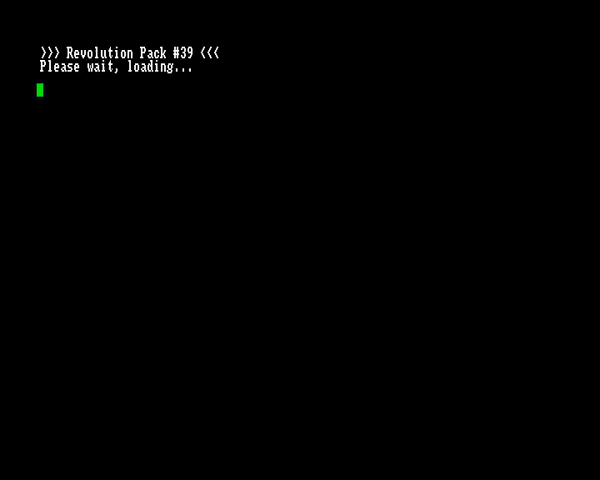 >>> Revolution Pack #39 <<<
Please wait, loading...